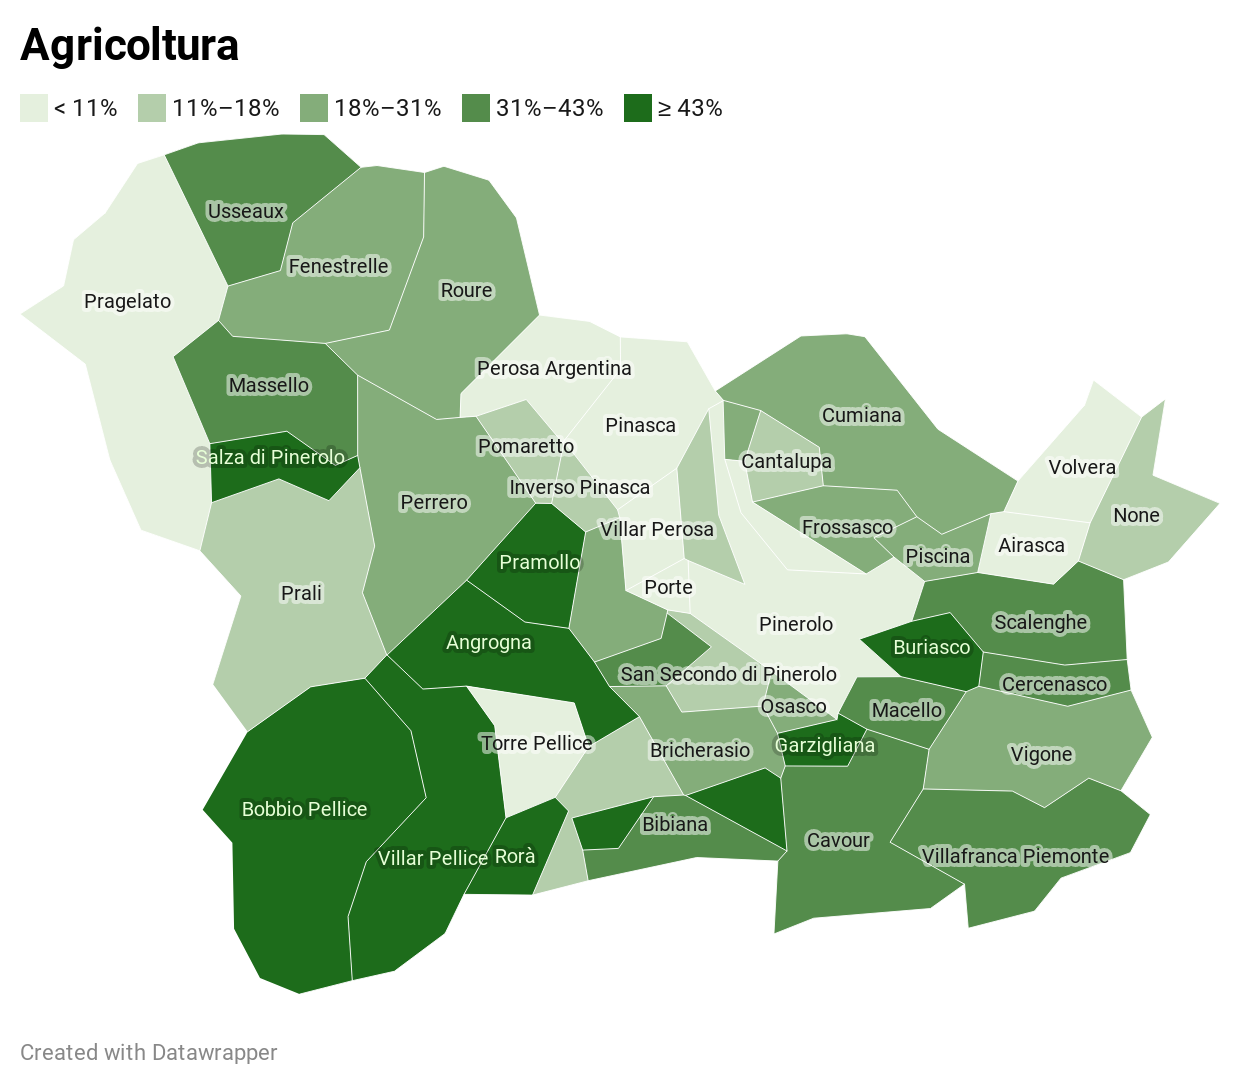 Agricoltura
< 11% 11%–18% 18%–31% 31%–43% ≥ 43%
Usseaux
Fenestrelle
Roure
Pragelato
Perosa Argentina
Massello
Cumiana
Pinasca
Pomaretto
Salza di Pinerolo
Cantalupa
Volvera
Inverso Pinasca
Perrero
None
Villar Perosa
Frossasco
Airasca
Piscina
Pramollo
Porte
Prali
Scalenghe
Pinerolo
Angrogna
Buriasco
San Secondo di Pinerolo
Cercenasco
Osasco
Macello
Torre Pellice
Garzigliana
Bricherasio
Vigone
Bobbio Pellice
Bibiana
Cavour
Villar Pellice
Rorà
Villafranca Piemonte
Created with Datawrapper